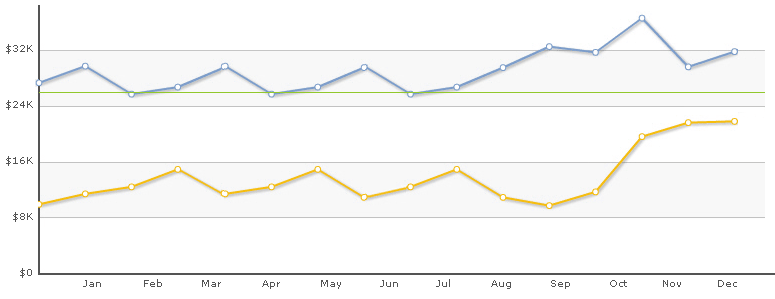 $32K
$24K
$16K
$8K
$0
Jan Feb Mar Apr May Jun Jul Aug Sep Oct Nov Dec